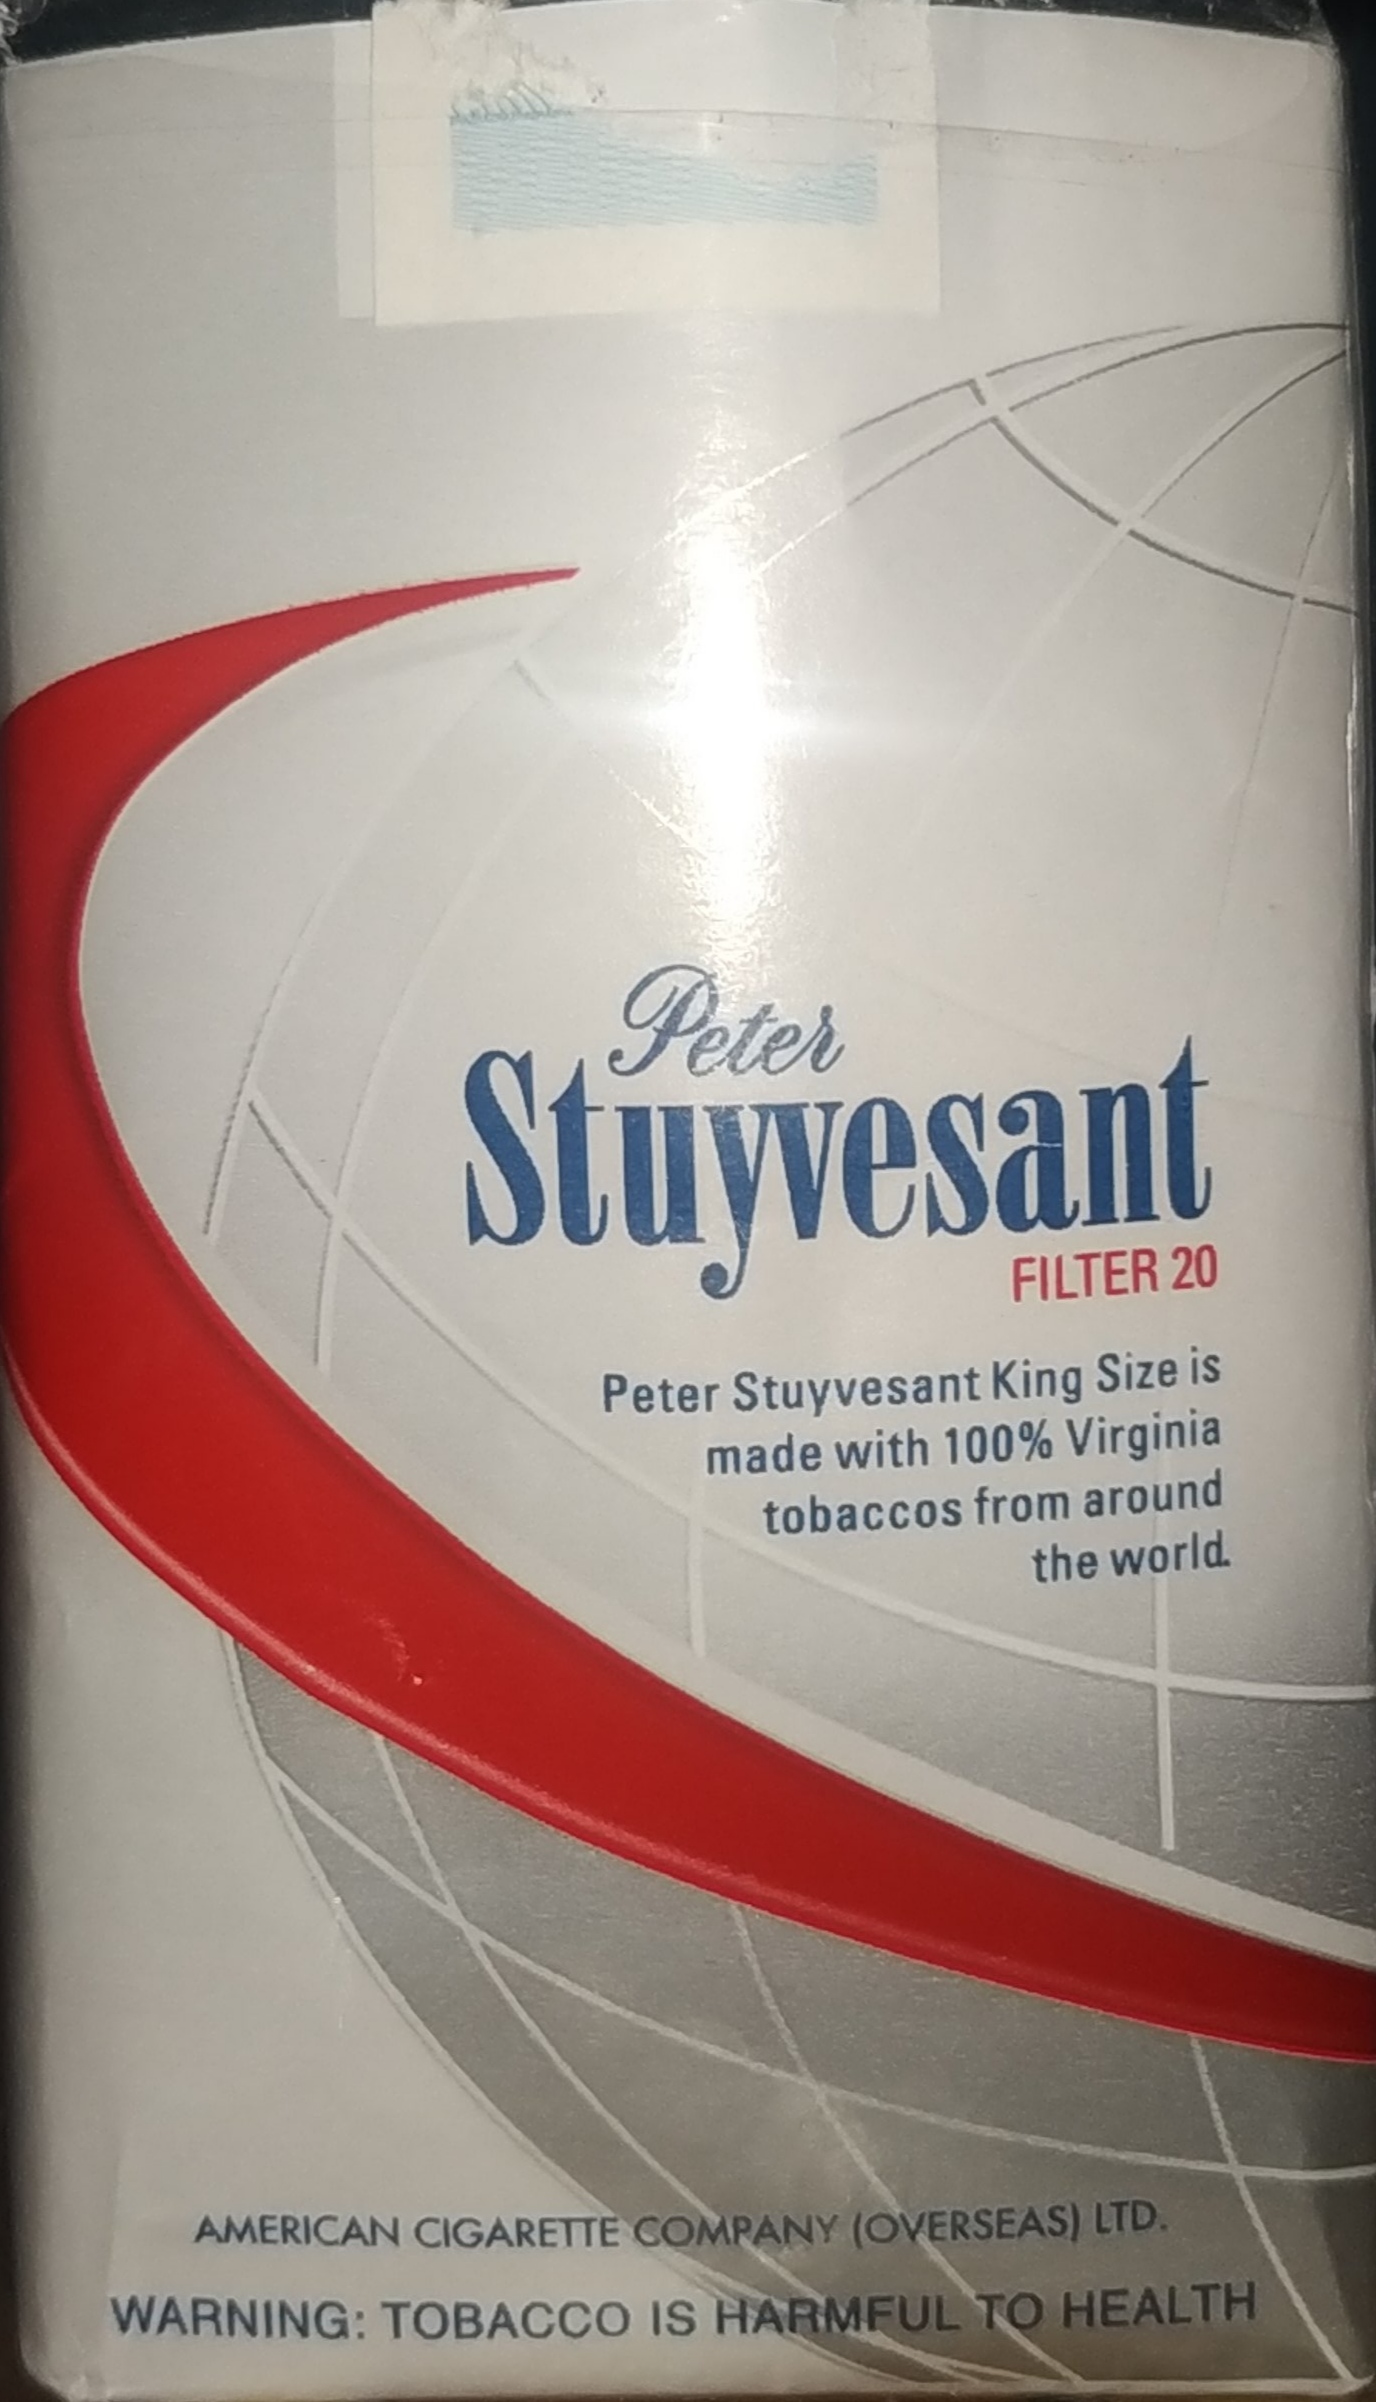 Peter
Stuyvesant
FILTER 20
Peter Stuyvesant King Size is
made with 100% Virginia
tobaccos from around
the world.
AMERICAN CIGARETTE COMPANY (OVERSEAS) LTD.
WARNING: TOBACCO IS HARMFUL TO HEALTH